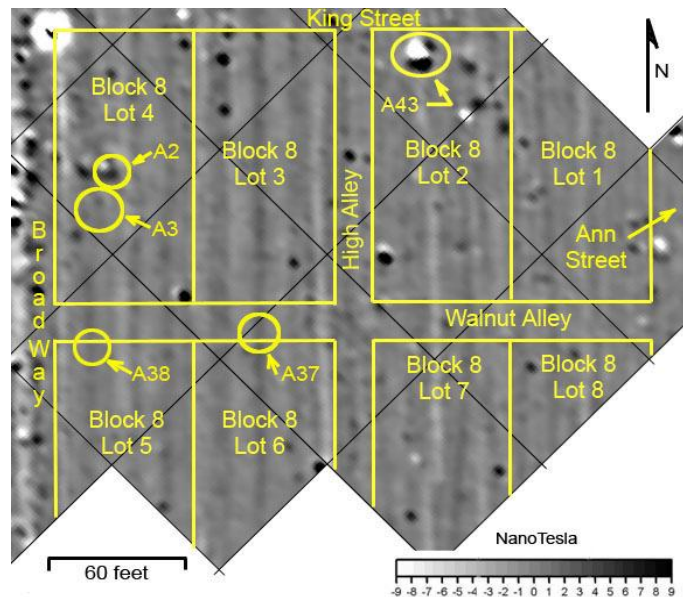 King Street
Block 8
Lot 4
A2
A3
Block 8
Lot 3
High Alley
A43
Block 8
Lot 2
Block 8
Lot 1
N
Ann
Street
Broad Way
Walnut Alley
A38
A37
Block 8
Lot 5
Block 8
Lot 6
Block 8
Lot 7
Block 8
Lot 8
60 feet
NanoTesla
-9 -8 -7 -6 -5 -4 -3 -2 -1 0 1 2 3 4 5 6 7 8 9